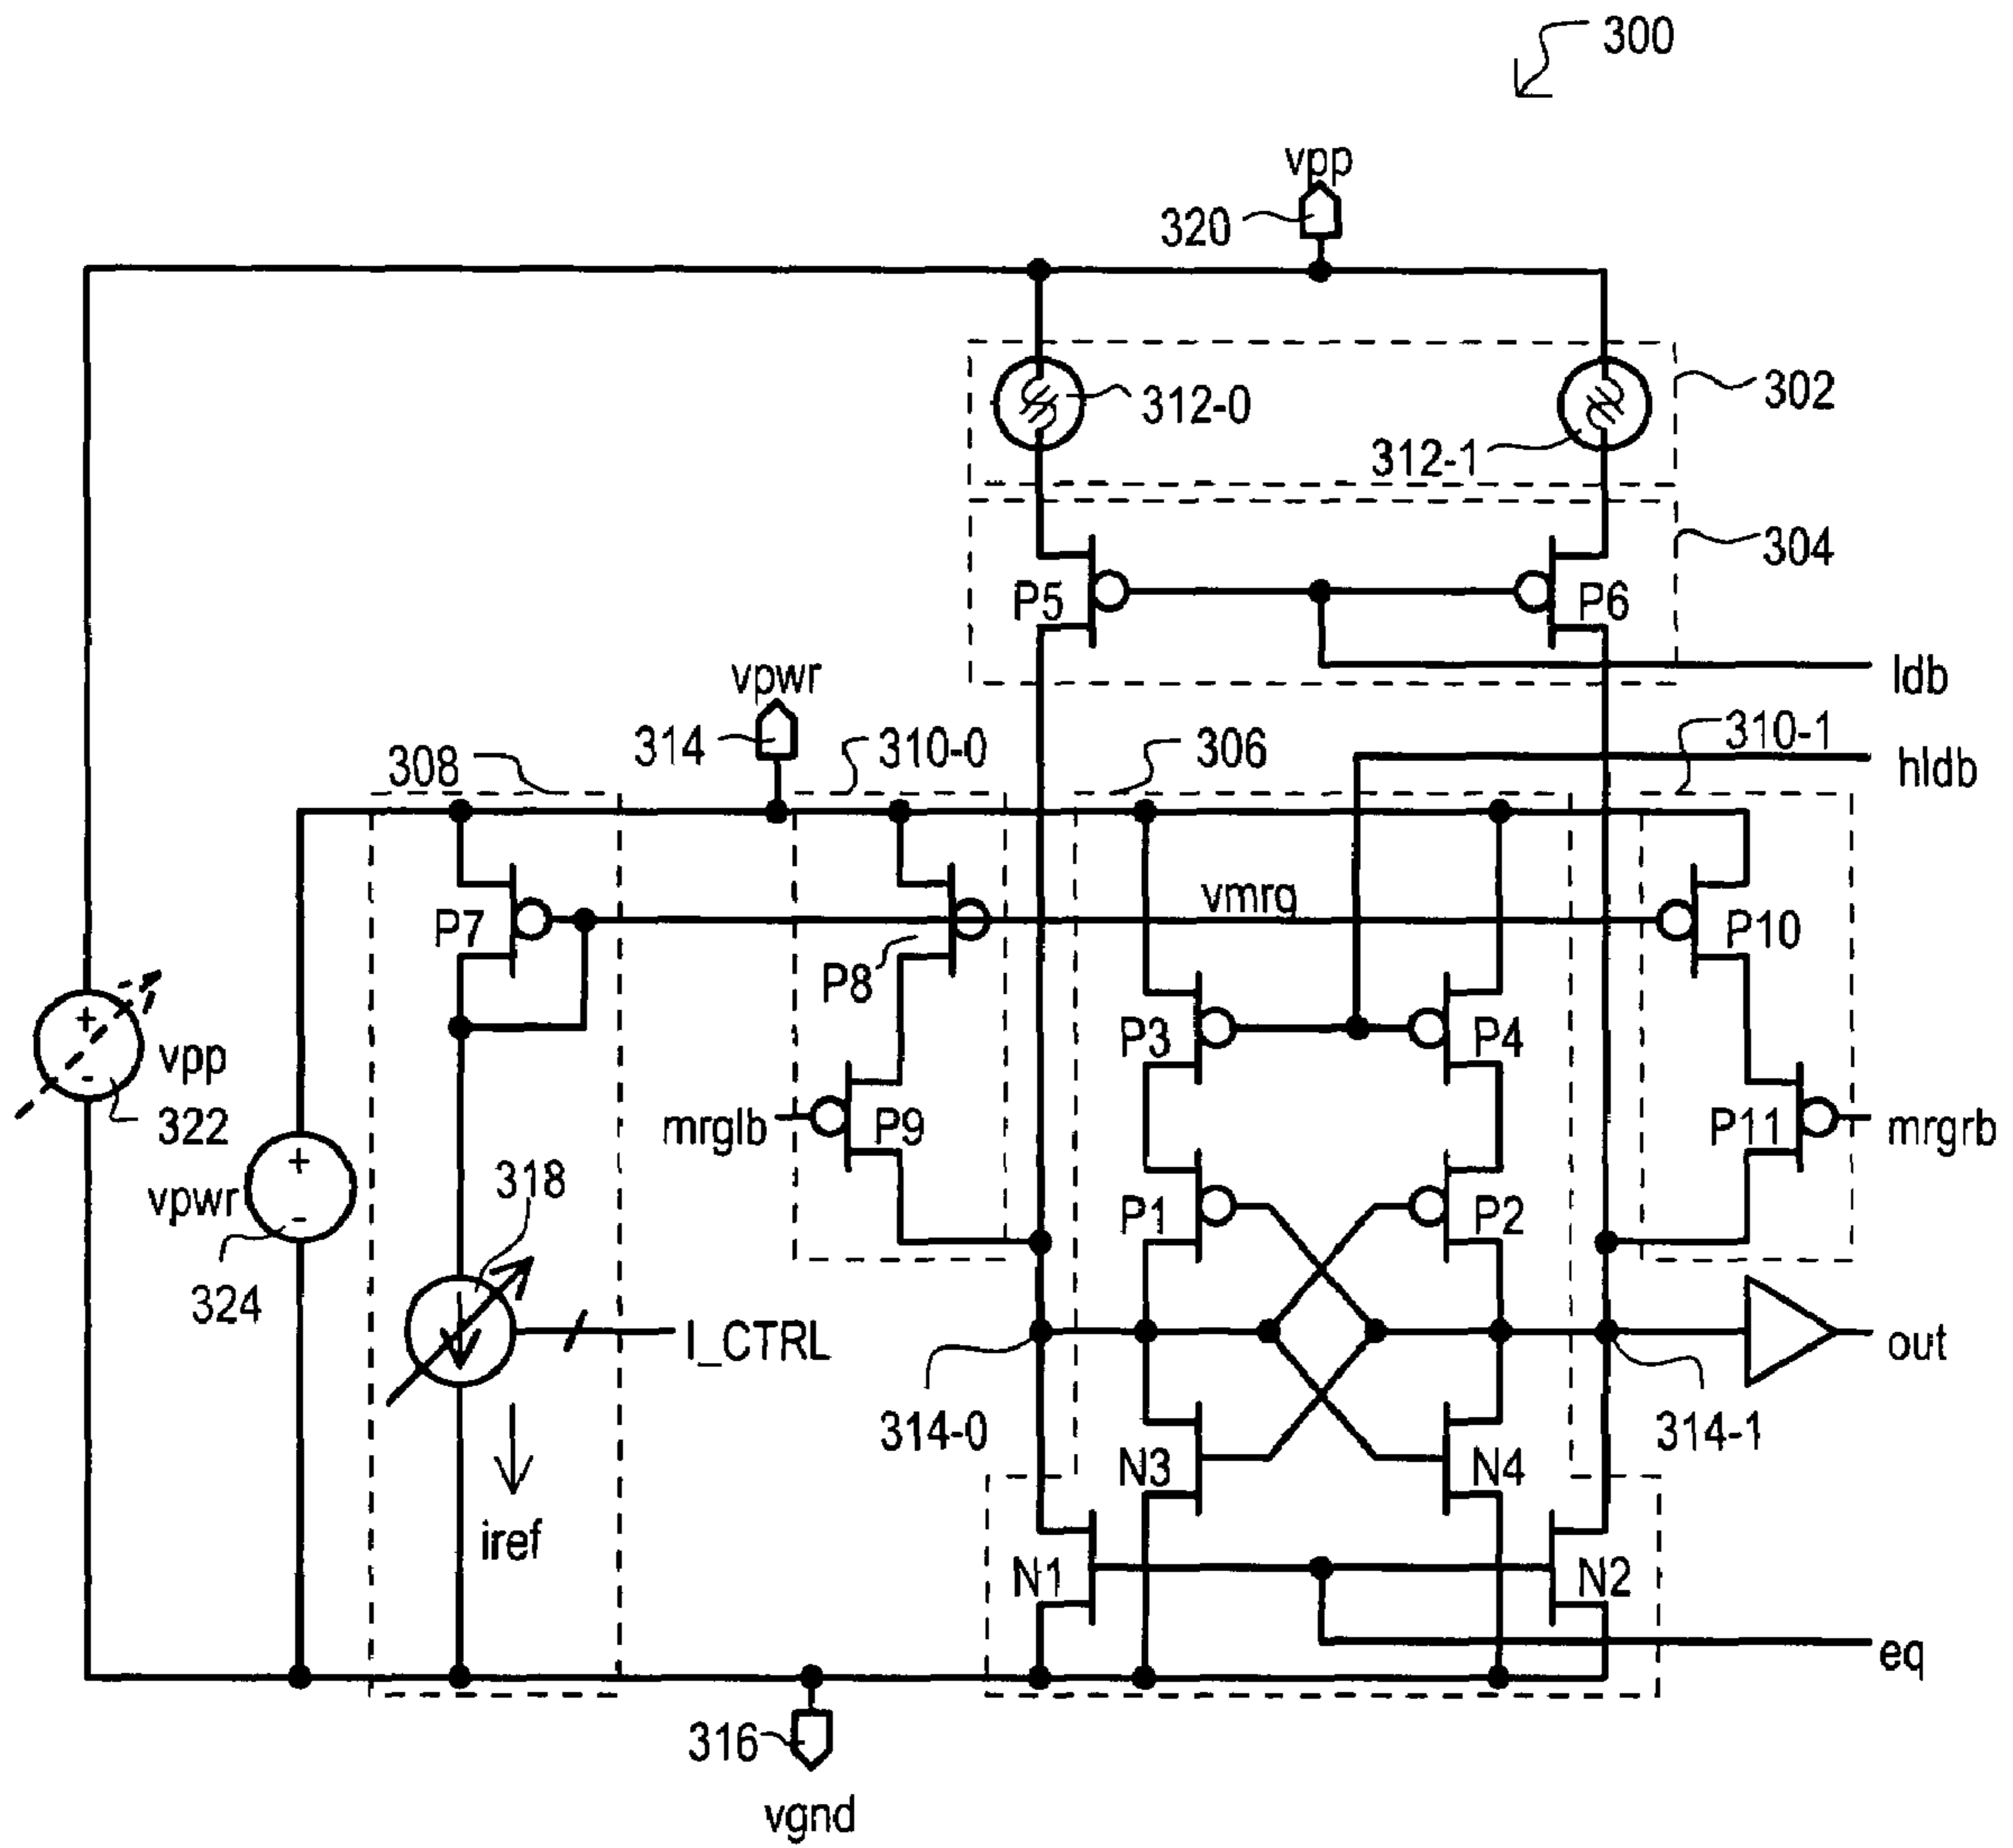 300
vpp
320
312-0
302
312-1
304
P5
P6
ldb
vpwr
314
310-0
306
310-1
308
hldb
P7
vmrg
P10
P8
P3
P4
vpp
322
mrglb
P9
P11
mrgrb
+
-
+
-
vpwr
318
P1
P2
324
I_CTRL
out
314-0
314-1
N3
N4
iref
N1
N2
eq
316
vgnd